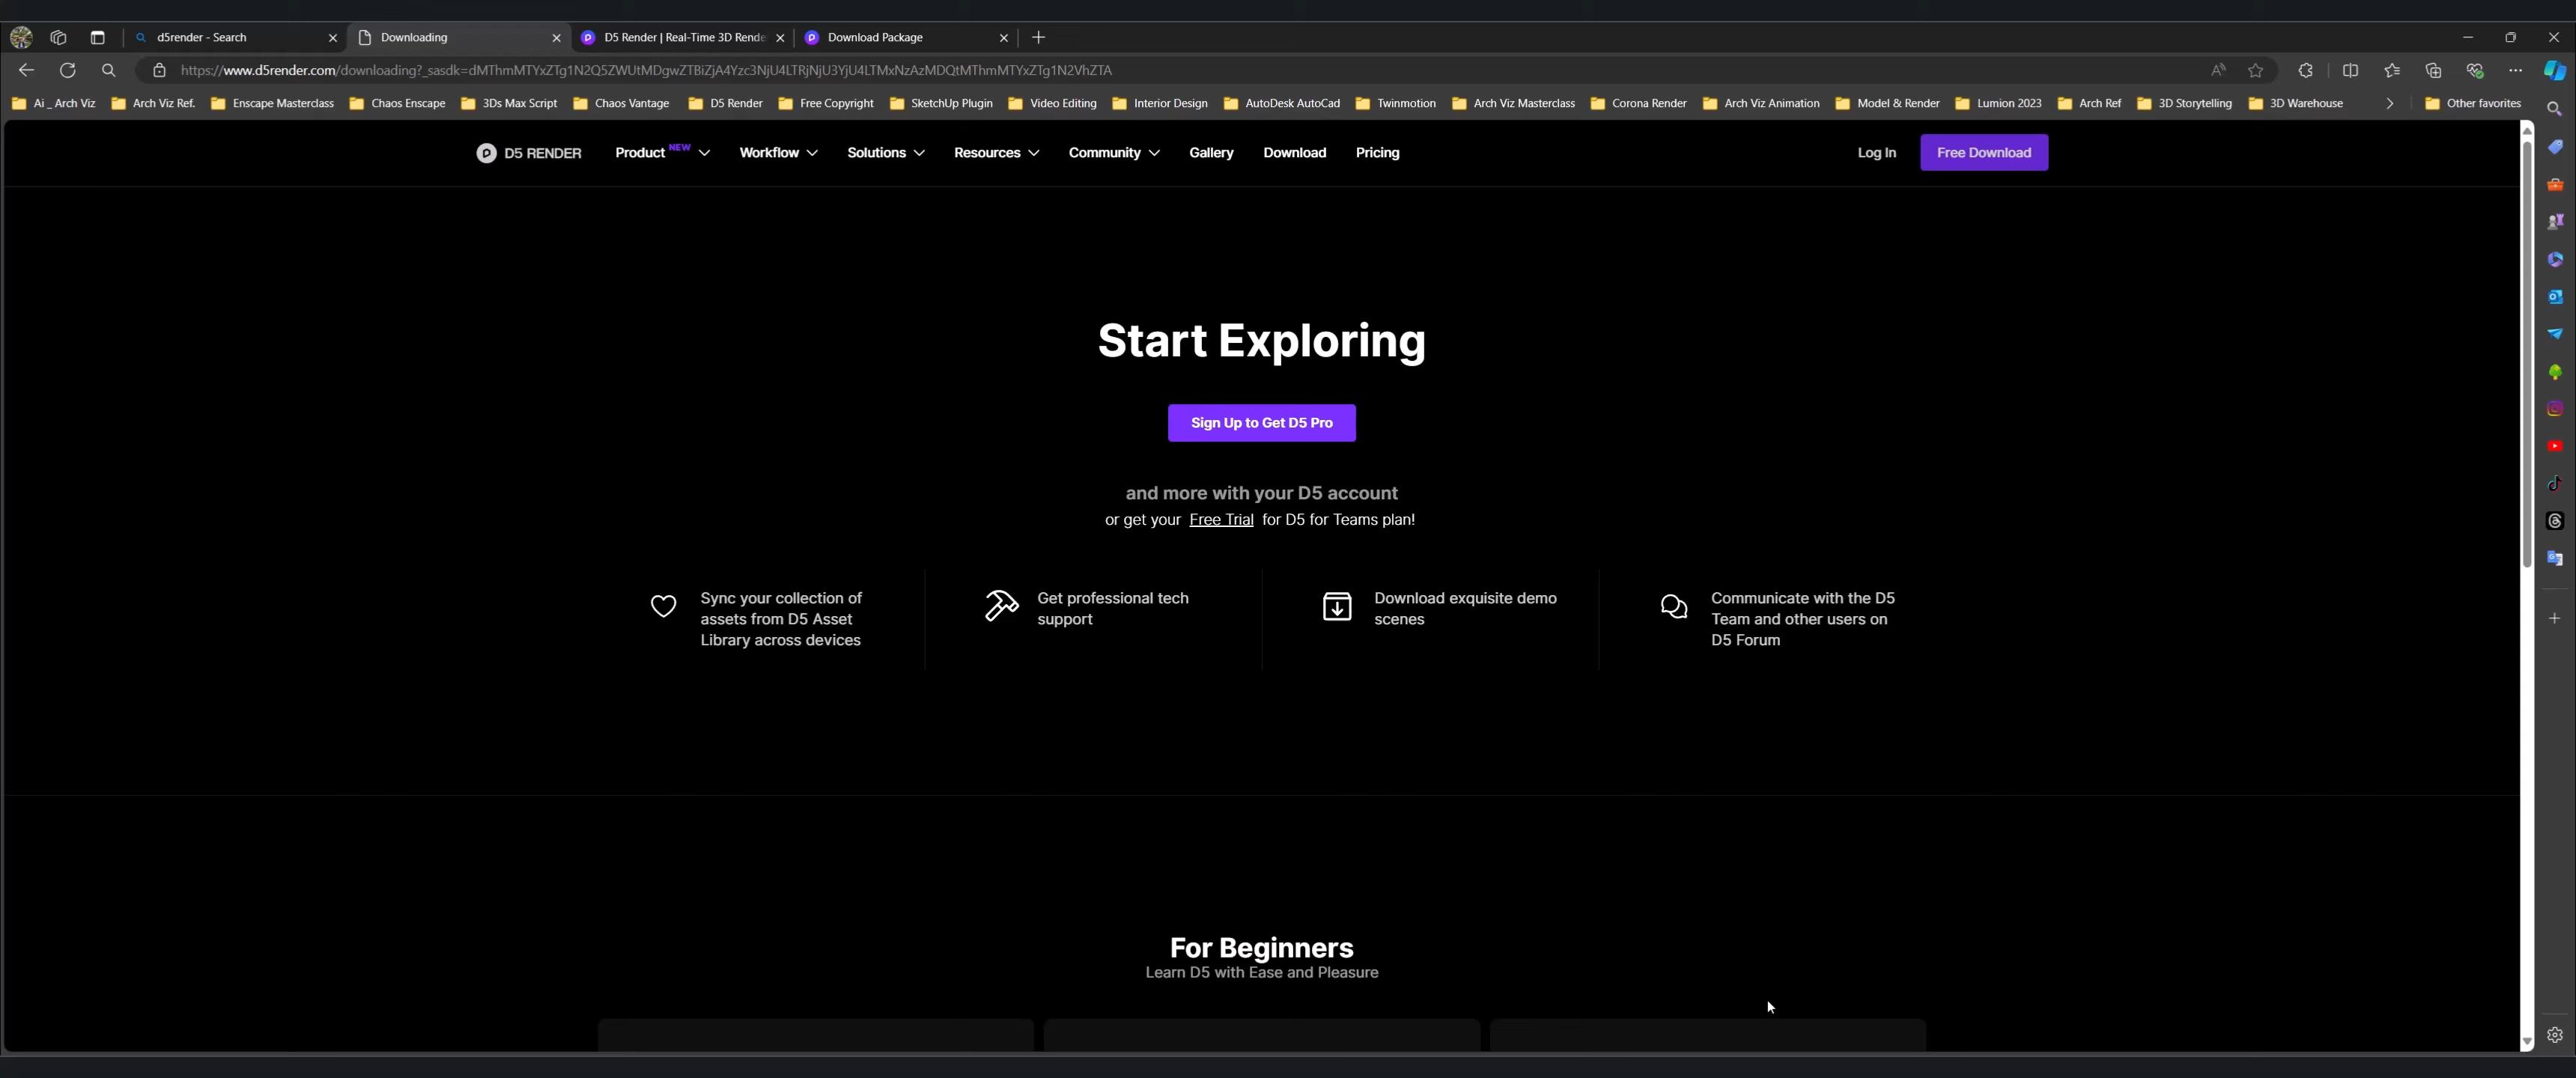 d5render - Search
Downloading
D5 Render | Real-Time 3D Rende
Download Package
https://www.d5render.com/downloading?_sasdk=dMThmMTYxZTg1N2Q5ZWUtMDgwZTBiZjA4Yzc3NjU4LTRjNjU3YjU4LTMxNzAzMDQtMThmMTYxZTg1N2VhZTA
Ai _ Arch Viz
Arch Viz Ref.
Enscape Masterclass
Chaos Enscape
3Ds Max Script
Chaos Vantage
D5 Render
Free Copyright
SketchUp Plugin
Video Editing
Interior Design
AutoDesk AutoCad
Twinmotion
Arch Viz Masterclass
Corona Render
Arch Viz Animation
Model & Render
Lumion 2023
Arch Ref
3D Storytelling
3D Warehouse
Other favorites
D5 RENDER
Product NEW
Workflow
Solutions
Resources
Community
Gallery
Download
Pricing
Log In
Free Download
Start Exploring
Sign Up to Get D5 Pro
and more with your D5 account
or get your Free Trial for D5 for Teams plan!
Sync your collection of
assets from D5 Asset
Library across devices
Get professional tech
support
Download exquisite demo
scenes
Communicate with the D5
Team and other users on
D5 Forum
For Beginners
Learn D5 with Ease and Pleasure